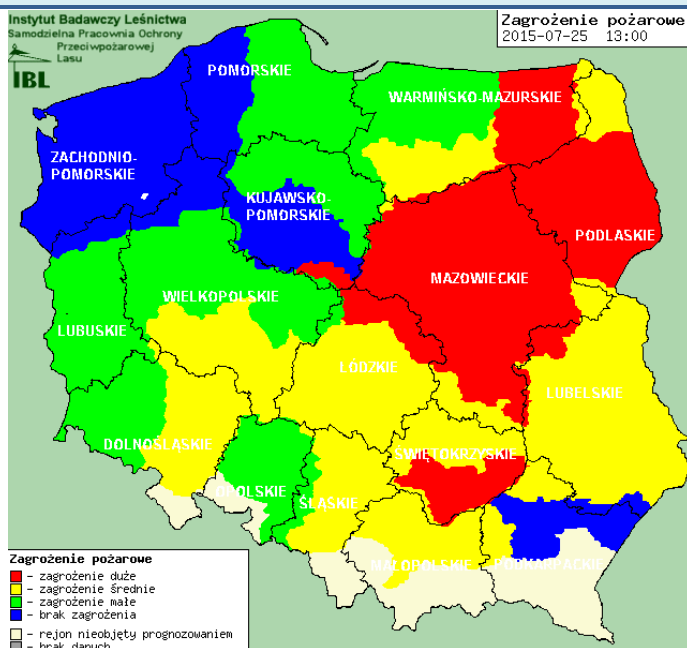 Instytut Badawczy Leśnictwa
Samodzielna Pracownia Ochrony
Przeciwpożarowej
Lasu
IBL
Zagrożenie pożarowe
2015-07-25 13:00
POMORSKIE
WARMIŃSKO-MAZURSKIE
ZACHODNIO-
POMORSKIE
KUJAWSKO-
POMORSKIE
PODLASKIE
MAZOWIECKIE
WIELKOPOLSKIE
LUBUSKIE
ŁÓDZKIE
LUBELSKIE
DOLNOŚLĄSKIE
ŚWIĘTOKRZYSKIE
OPOLSKIE
ŚLĄSKIE
MAŁOPOLSKIE
PODKARPACKIE
Zagrożenie pożarowe
- zagrożenie duże
- zagrożenie średnie
- zagrożenie małe
- brak zagrożenia
- rejon nieobjęty prognozowaniem
- brak danych